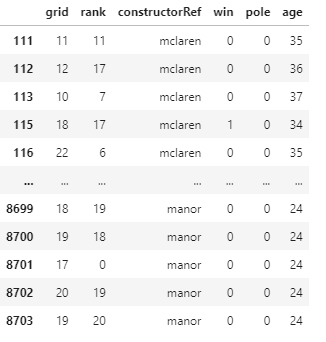 grid rank constructorRef win pole age
111 11 11 mclaren 0 0 35
112 12 17 mclaren 0 0 36
113 10 7 mclaren 0 0 37
115 18 17 mclaren 1 0 34
116 22 6 mclaren 0 0 35
... ... ... ... ... ... ...
8699 18 19 manor 0 0 24
8700 19 18 manor 0 0 24
8701 17 0 manor 0 0 24
8702 20 19 manor 0 0 24
8703 19 20 manor 0 0 24